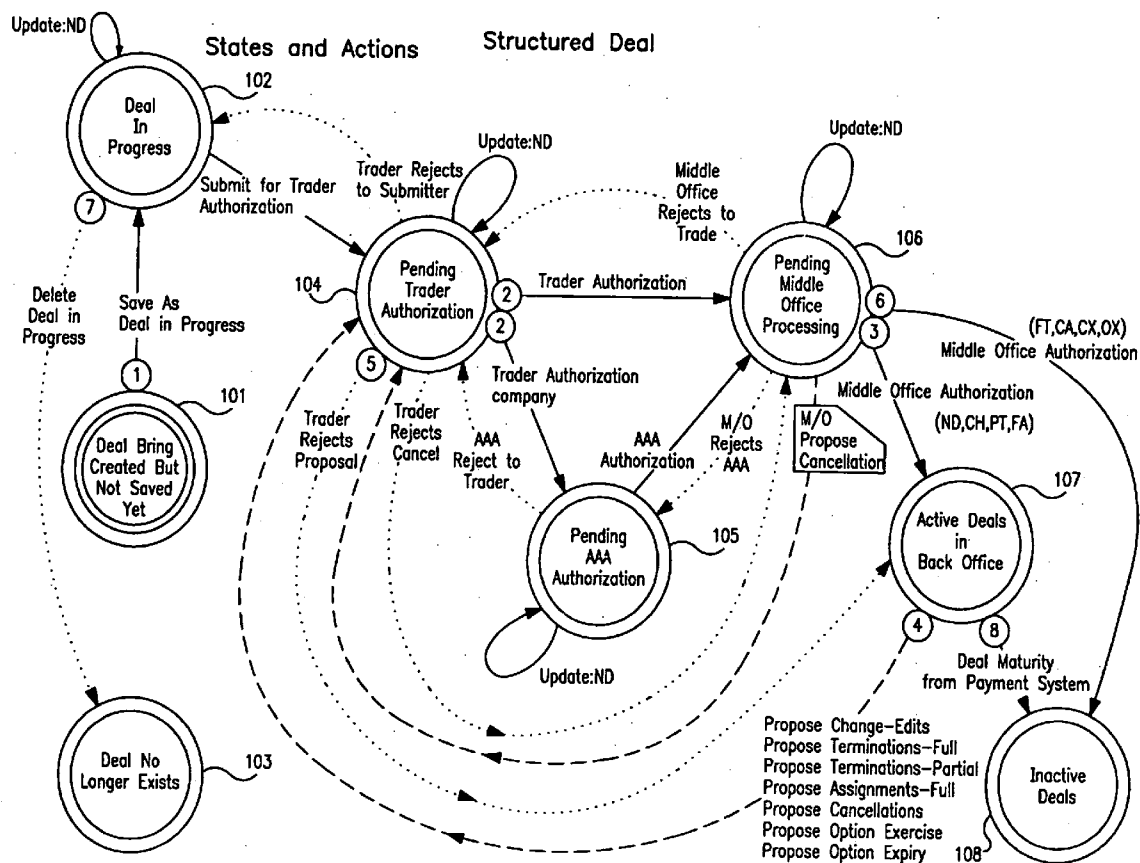 Update:ND
States and Actions
Structured Deal
102
Deal
In
Progress
7
Submit for Trader
Authorization
Trader Rejects
to Submitter
Update:ND
Middle
Office
Rejects to
Trade
Update:ND
106
104
Pending
Trader
Authorization
2
2
5
Trader Authorization
Pending
Middle
Office
Processing
6
3
(FT,CA,CX,OX)
Middle Office Authorization
Delete
Deal in
Progress
Save As
Deal in Progress
1
101
Deal Bring
Created But
Not Saved
Yet
Trader
Rejects
Proposal
Trader
Rejects
Cancel
Trader Authorization
company
AAA
Reject to
Trader
AAA
Authorization
M/O
Rejects
AAA
M/O
Propose
Cancellation
Middle Office Authorization
(ND,CH,PT,FA)
107
Active Deals
in
Back Office
4
8
105
Pending
AAA
Authorization
Update:ND
Deal Maturity
from Payment System
103
Deal No
Longer Exists
Propose Change-Edits
Propose Terminations-Full
Propose Terminations-Partial
Propose Assignments-Full
Propose Cancellations
Propose Option Exercise
Propose Option Expiry
Inactive
Deals
108